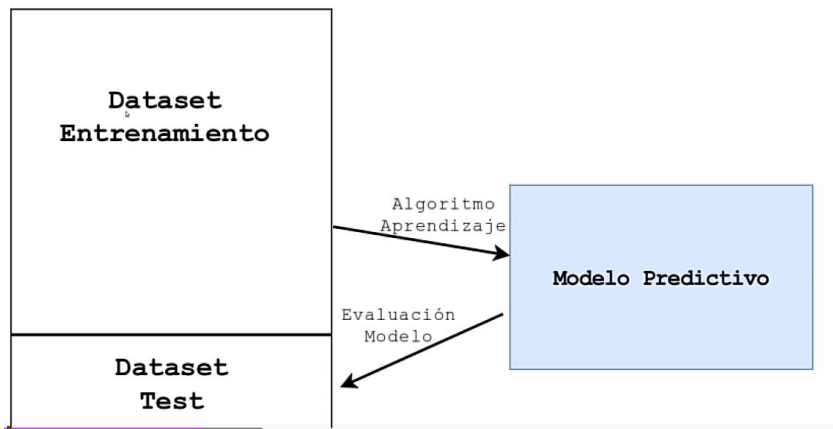 Dataset
Entrenamiento
Algoritmo
Aprendizaje
Modelo Predictivo
Evaluación
Modelo
Dataset
Test